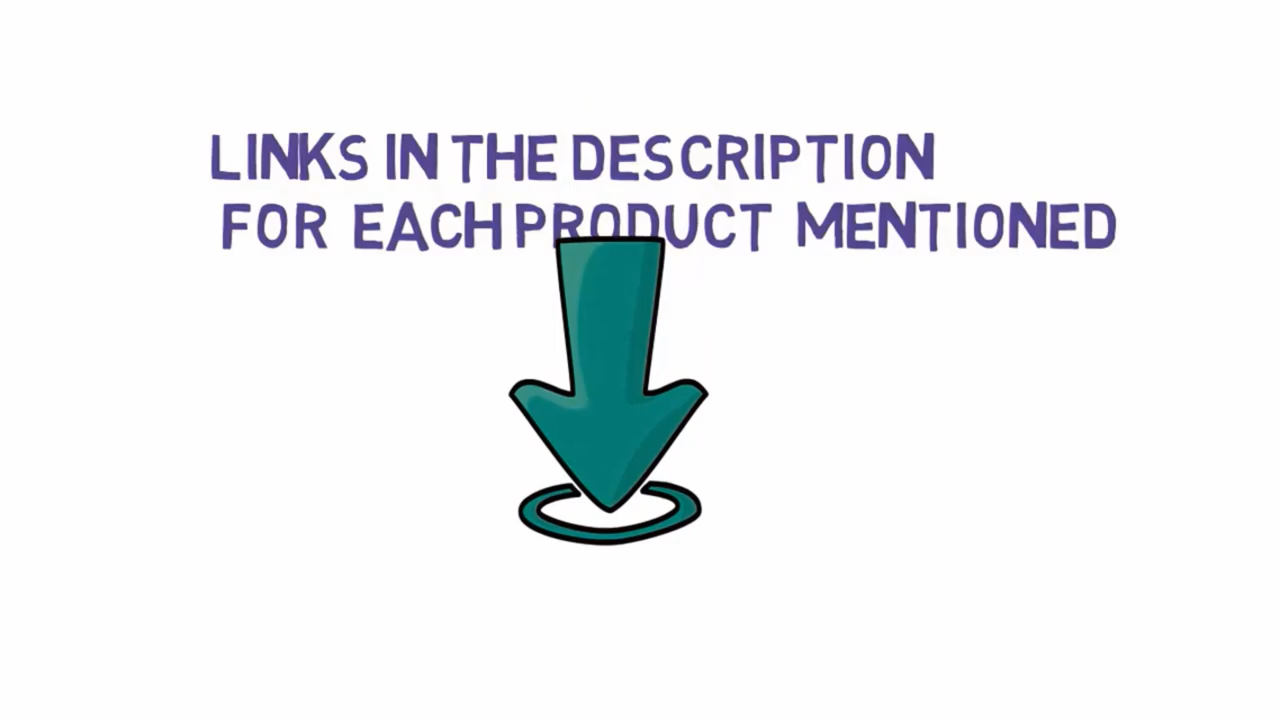 LINKS IN THE DESCRIPTION
FOR EACH PRODUCT MENTIONED